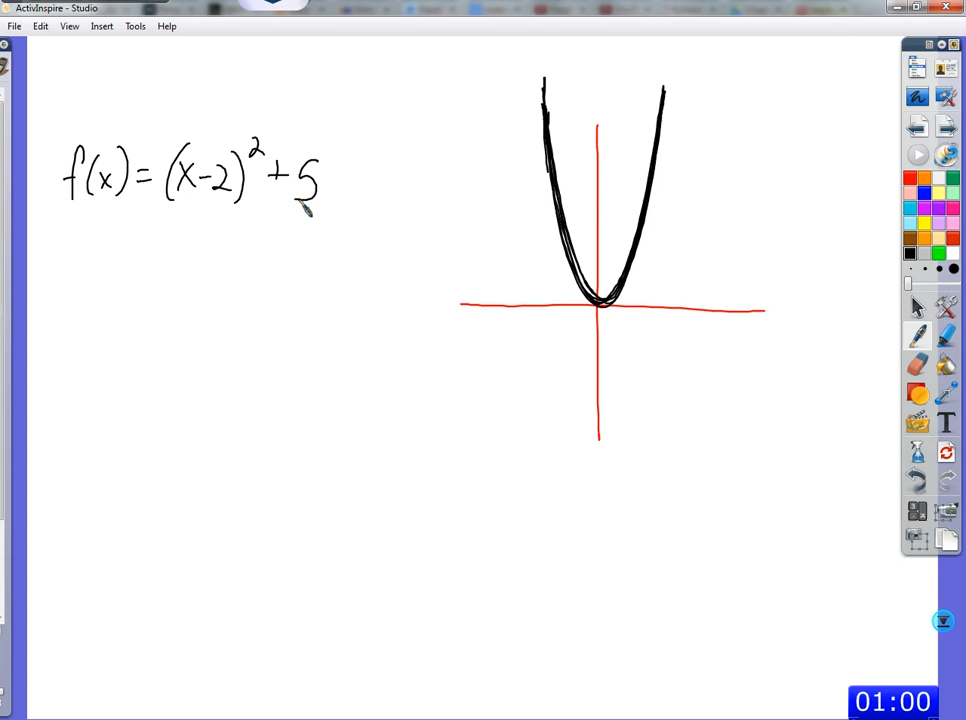 ActivInspire - Studio
File Edit View Insert Tools Help
f(x) = (x-2)² + 5
T
01:00